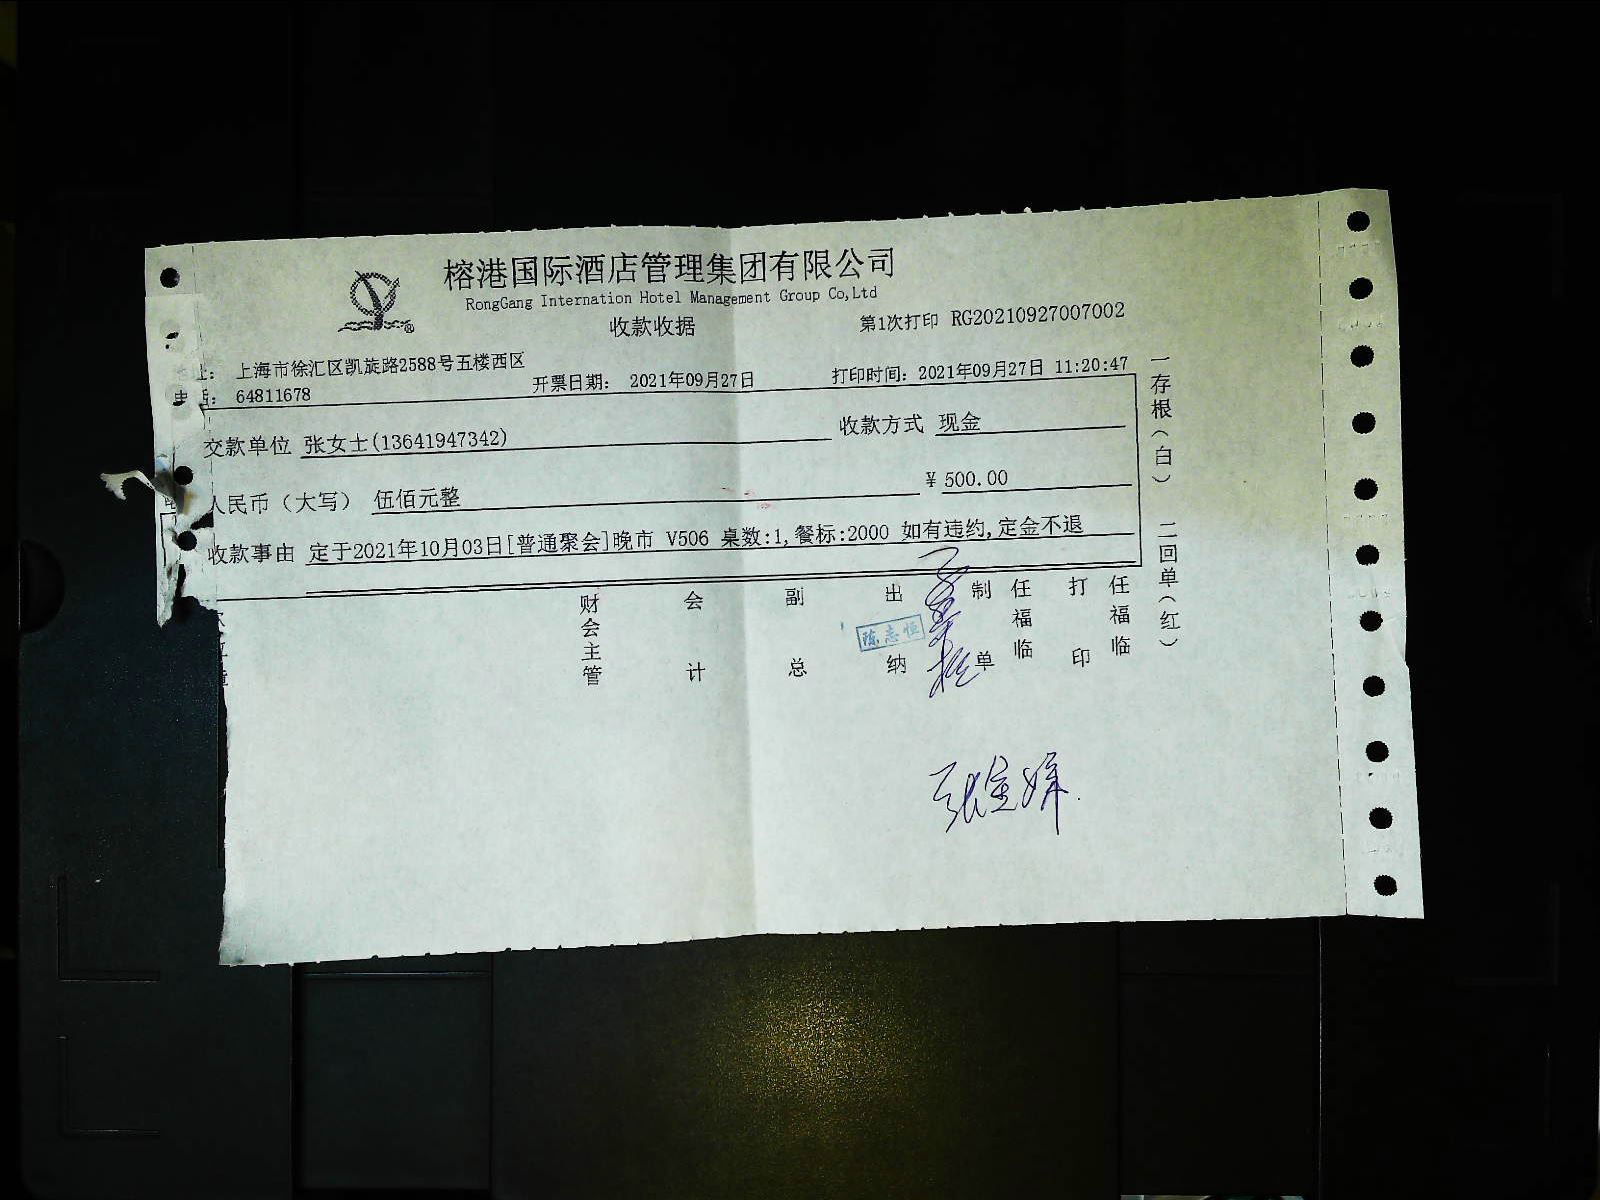 榕港国际酒店管理集团有限公司
RongGang Internation Hotel Management Group Co,Ltd
收款收据
第1次打印 RG20210927007002
址: 上海市徐汇区凯旋路2588号五楼西区
话: 64811678
开票日期: 2021年09月27日
打印时间: 2021年09月27日 11:20:47
交款单位 张女士(13641947342)
收款方式 现金
人民币（大写） 伍佰元整
¥500.00
收款事由 定于2021年10月03日[普通聚会]晚市 V506 桌数:1,餐标:2000 如有违约,定金不退
财会主管 会计 副总 出纳 制单 任福临 打印 任福临
陈志恒
一存根（白） 二回单（红）